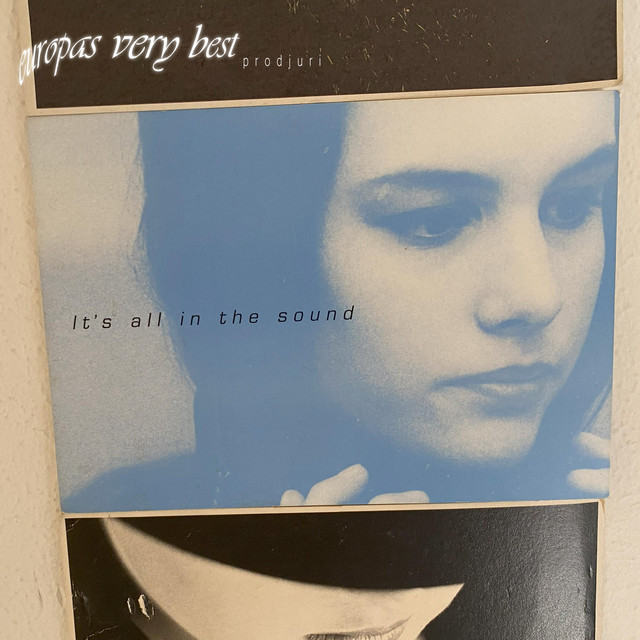 europas very best
prodjuri
It's all in the sound